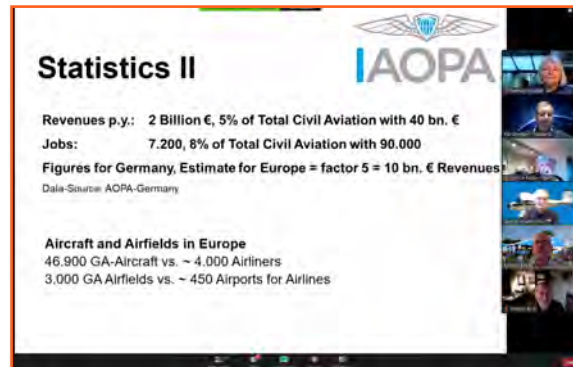 IAOPA
Statistics II
Revenues p.y.: 2 Billion €, 5% of Total Civil Aviation with 40 bn. €
Jobs: 7.200, 8% of Total Civil Aviation with 90.000
Figures for Germany, Estimate for Europe = factor 5 = 10 bn. € Revenues
Data-Source: AOPA-Germany
Aircraft and Airfields in Europe
46.900 GA-Aircraft vs. ~ 4.000 Airliners
3.000 GA Airfields vs. ~ 450 Airports for Airlines